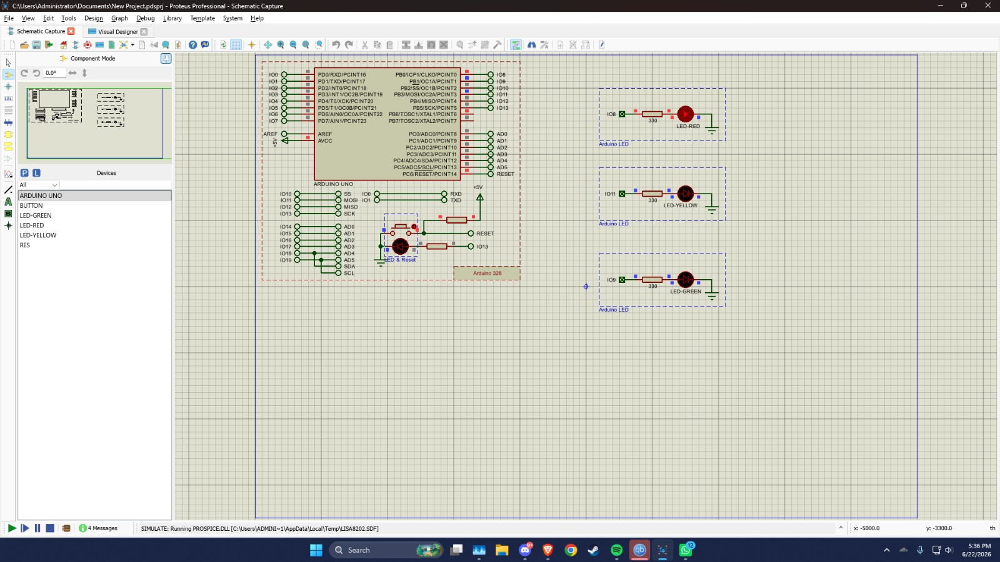 C:\Users\Administrator\Documents\New Project.pdsprj - Proteus Professional - Schematic Capture
File View Edit Tools Design Graph Debug Library Template System Help
Schematic Capture
Visual Designer
Component Mode
0.0°
P L Devices
All
ARDUINO UNO
BUTTON
LED-GREEN
LED-RED
LED-YELLOW
RES
LBL
A
S
IO0 PD0/RXD/PCINT16 PB0/ICP1/CLKO/PCINT0 IO8
IO1 PD1/TXD/PCINT17 PB1/OC1A/PCINT1 IO9
IO2 PD2/INT0/PCINT18 PB2/SS/OC1B/PCINT2 IO10
IO3 PD3/INT1/OC2B/PCINT19 PB3/MOSI/OC2A/PCINT3 IO11
IO4 PD4/T0/XCK/PCINT20 PB4/MISO/PCINT4 IO12
IO5 PD5/T1/OC0B/PCINT21 PB5/SCK/PCINT5 IO13
IO6 PD6/AIN0/OC0A/PCINT22 PB6/TOSC1/XTAL1/PCINT6
IO7 PD7/AIN1/PCINT23 PB7/TOSC2/XTAL2/PCINT7
AREF AREF PC0/ADC0/PCINT8 AD0
+5V AVCC PC1/ADC1/PCINT9 AD1
PC2/ADC2/PCINT10 AD2
PC3/ADC3/PCINT11 AD3
PC4/ADC4/SDA/PCINT12 AD4
PC5/ADC5/SCL/PCINT13 AD5
PC6/RESET/PCINT14 RESET
ARDUINO UNO
+5V
IO10 SS IO0 RXD
IO11 MOSI IO1 TXD
IO12 MISO
IO13 SCK
IO14 AD0
IO15 AD1 RESET
IO16 AD2
IO17 AD3 IO13
IO18 AD4
IO19 AD5 LED & Reset
SDA
SCL
Arduino 328
IO8
330
LED-RED
Arduino LED
IO11
330
LED-YELLOW
Arduino LED
IO9
330
LED-GREEN
Arduino LED
4 Messages
SIMULATE: Running PROSPICE.DLL [C:\Users\ADMINI~1\AppData\Local\Temp\LISA8202.SDF]
x: -5000.0 y: -3300.0 th
Search
9+
qb
12
5:36 PM
6/22/2026